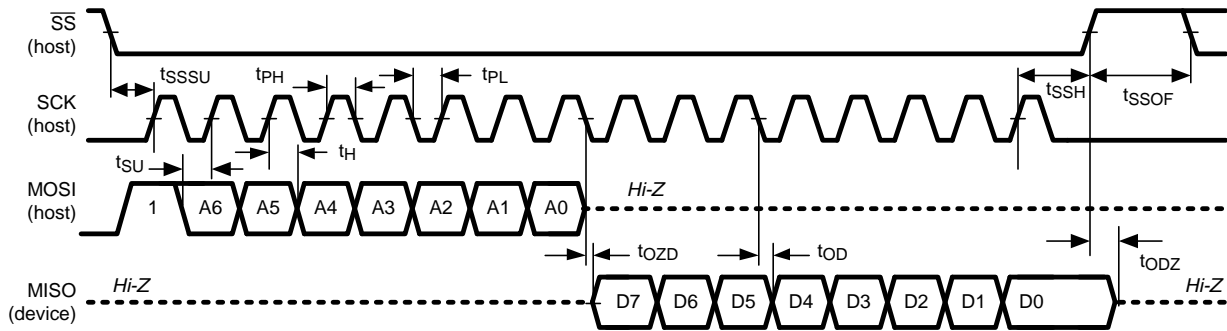 SS
(host)
tSSSU
tPH
tPL
tSSH
tSSOF
SCK
(host)
tSU
tH
MOSI
(host)
1 A6 A5 A4 A3 A2 A1 A0
Hi-Z
tOZD
tOD
tODZ
MISO
(device)
Hi-Z
D7 D6 D5 D4 D3 D2 D1 D0
Hi-Z